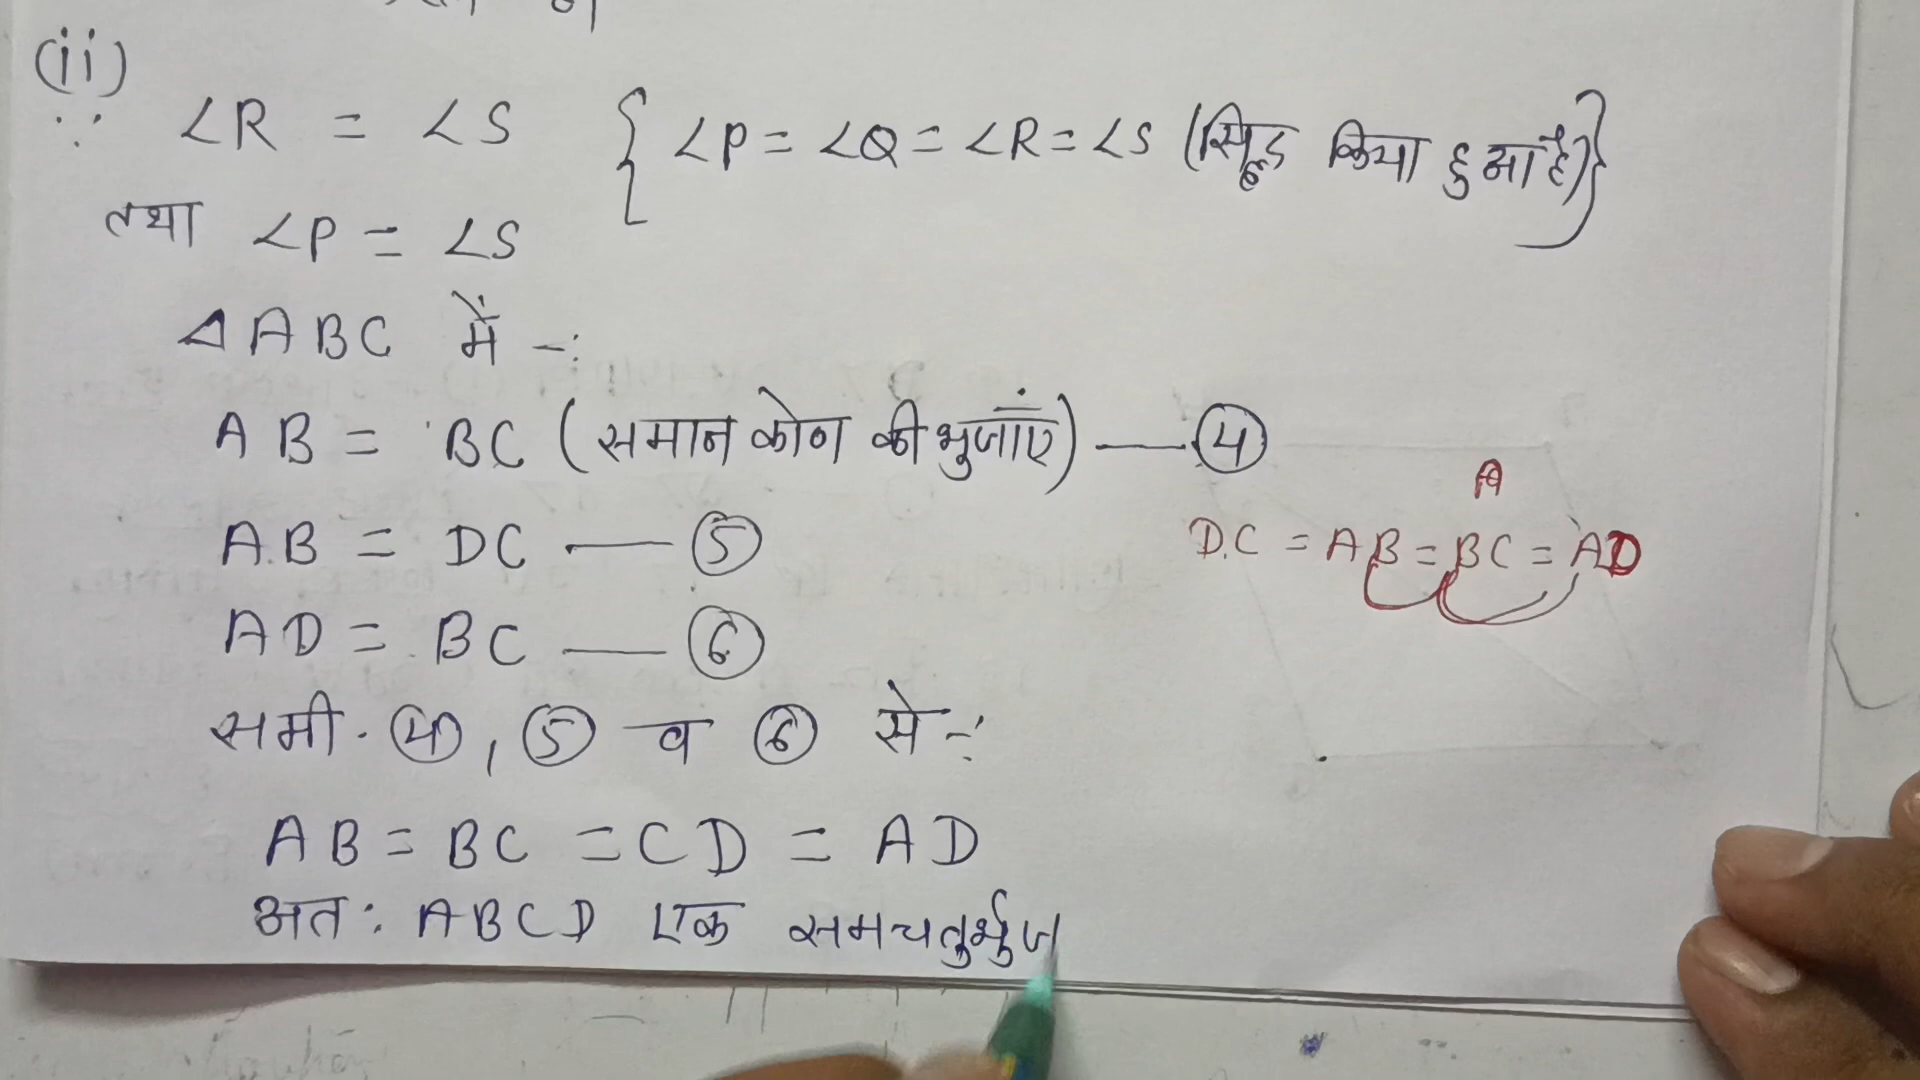 (ii)
∵ ∠R = ∠S { ∠P = ∠Q = ∠R = ∠S (सिद्ध किया हुआ है) }
तथा ∠P = ∠S
△ABC में -:
AB = BC (समान कोण की भुजाएं) — ④
A.B = DC — ⑤
AD = BC — ⑥
A
D.C = AB = BC = AD
समी. ④, ⑤ व ⑥ से -:
AB = BC = CD = AD
अत: ABCD एक समचतुर्भुज